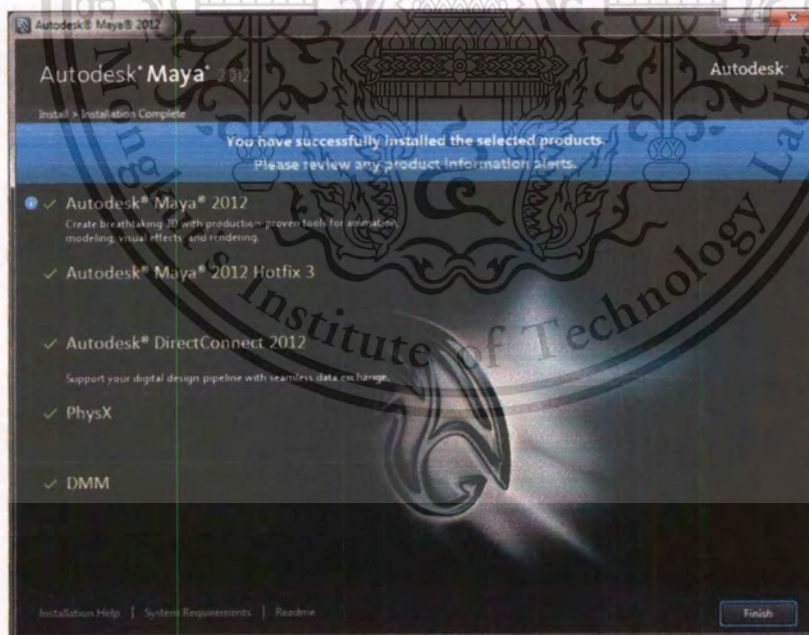 Autodesk® Maya® 2012
Autodesk® Maya® 2012
Autodesk®
Install > Installation Complete
You have successfully installed the selected products.
Please review any product information alerts.
Autodesk® Maya® 2012
Create breathtaking 3D with production-proven tools for animation,
modeling, visual effects, and rendering.
Autodesk® Maya® 2012 Hotfix 3
Autodesk® DirectConnect 2012
Support your digital design pipeline with seamless data exchange.
PhysX
DMM
Installation Help | System Requirements | Readme
Finish
Mongkut's Institute of Technology Lad